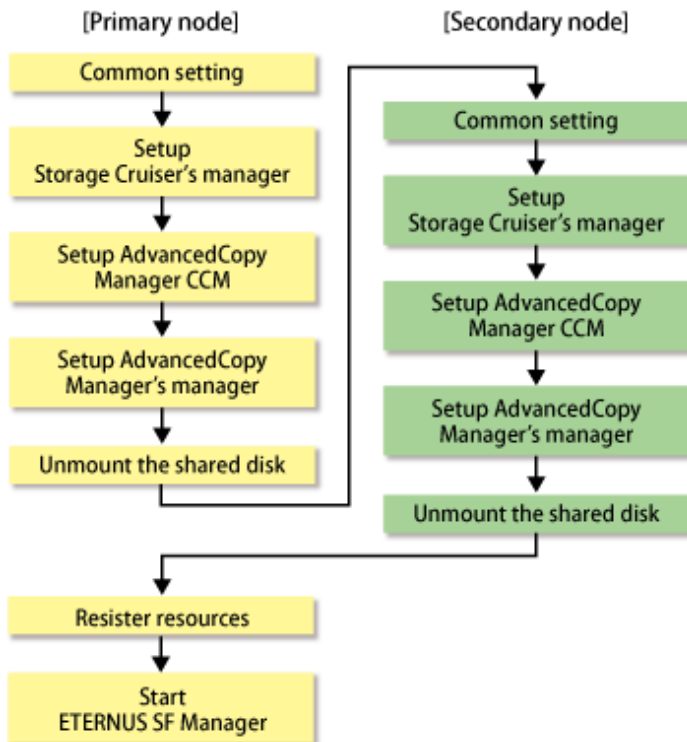 [Primary node]
Common setting
Setup
Storage Cruiser's manager
Setup AdvancedCopy
Manager CCM
Setup AdvancedCopy
Manager's manager
Unmount the shared disk
[Secondary node]
Common setting
Setup
Storage Cruiser's manager
Setup AdvancedCopy
Manager CCM
Setup AdvancedCopy
Manager's manager
Unmount the shared disk
Resister resources
Start
ETERNUS SF Manager